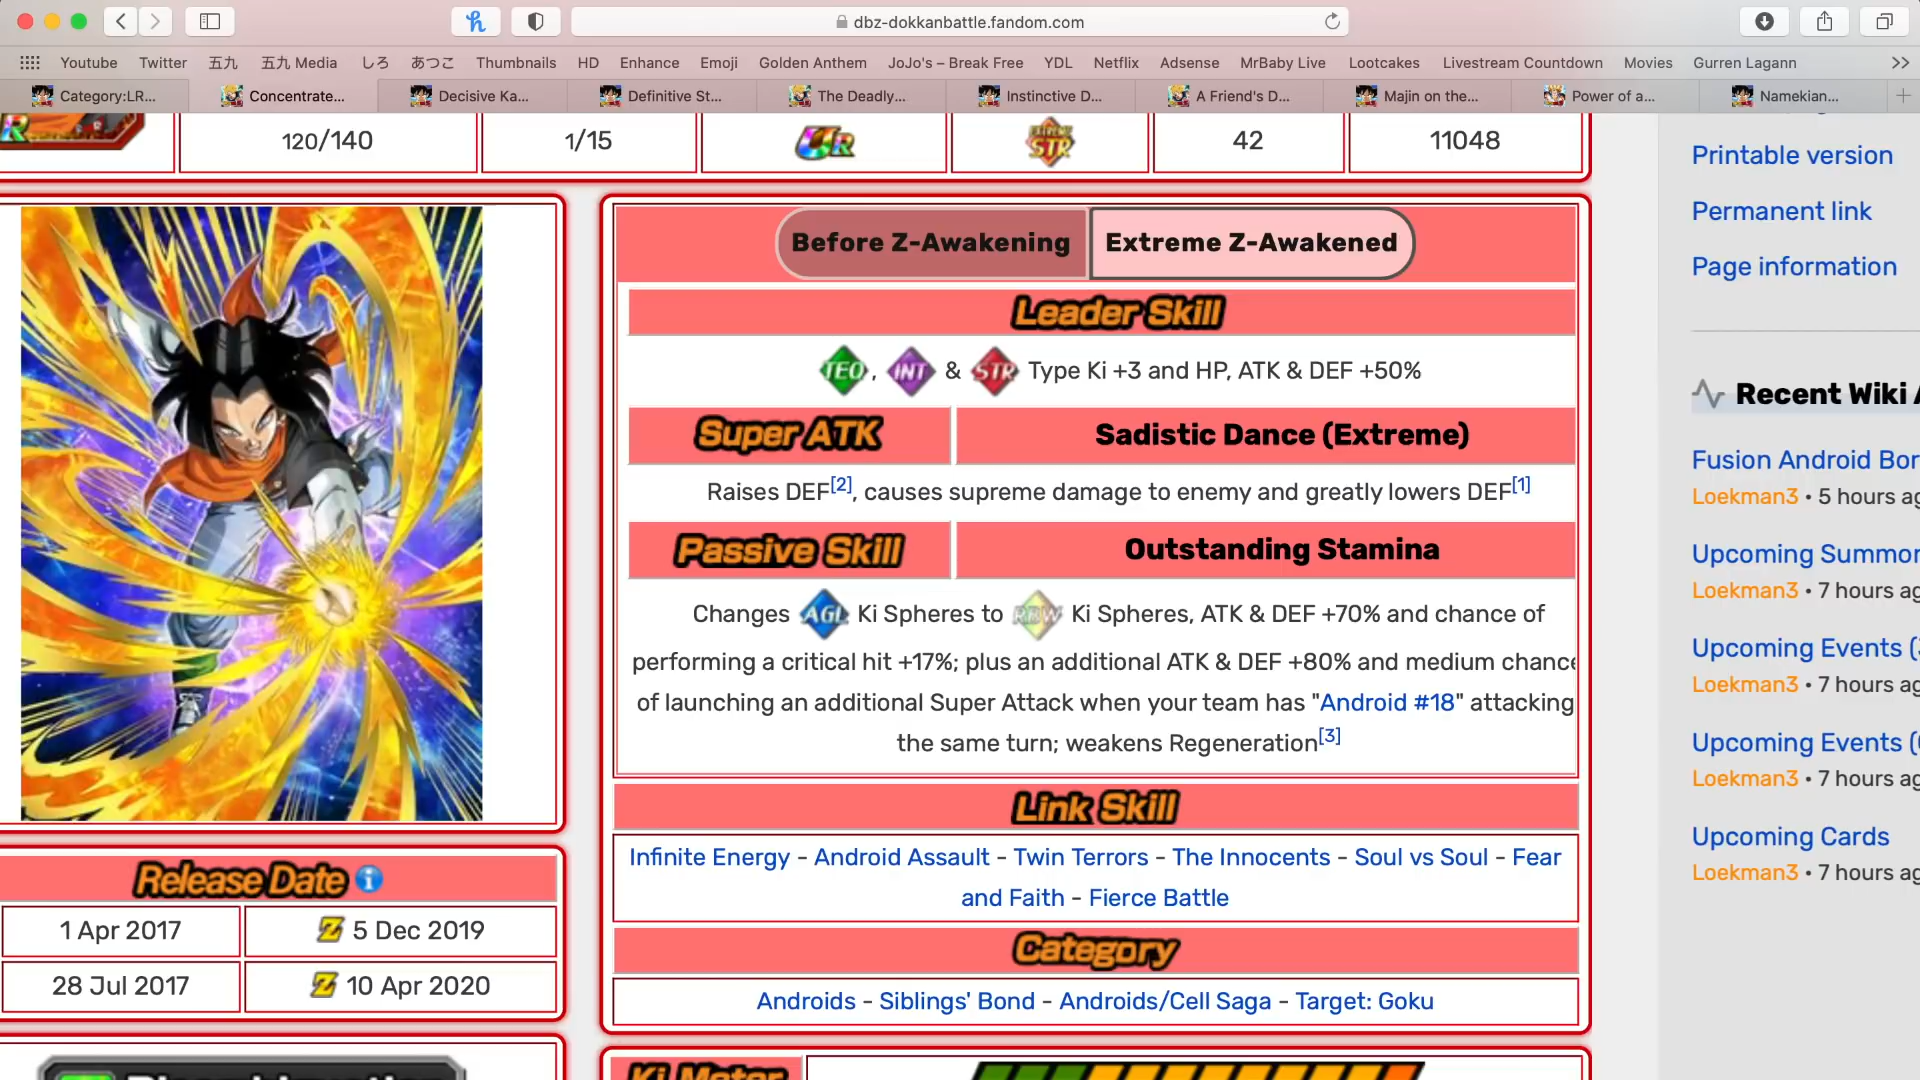 dbz-dokkanbattle.fandom.com
Youtube Twitter 五九 五九 Media しろ あつこ Thumbnails HD Enhance Emoji Golden Anthem JoJo's – Break Free YDL Netflix Adsense MrBaby Live Lootcakes Livestream Countdown Movies Gurren Lagann
Category:LR... Concentrate... Decisive Ka... Definitive St... The Deadly... Instinctive D... A Friend's D... Majin on the... Power of a... Namekian...
120/140 1/15 UR EXTREME STR 42 11048
Printable version
Permanent link
Page information
Before Z-Awakening Extreme Z-Awakened
Leader Skill
TEQ, INT & STR Type Ki +3 and HP, ATK & DEF +50%
Super ATK Sadistic Dance (Extreme)
Raises DEF[2], causes supreme damage to enemy and greatly lowers DEF[1]
Passive Skill Outstanding Stamina
Changes AGL Ki Spheres to RBW Ki Spheres, ATK & DEF +70% and chance of
performing a critical hit +17%; plus an additional ATK & DEF +80% and medium chance
of launching an additional Super Attack when your team has "Android #18" attacking
the same turn; weakens Regeneration[3]
Link Skill
Infinite Energy - Android Assault - Twin Terrors - The Innocents - Soul vs Soul - Fear
and Faith - Fierce Battle
Category
Androids - Siblings' Bond - Androids/Cell Saga - Target: Goku
Ki Meter
Release Date
1 Apr 2017 Z 5 Dec 2019
28 Jul 2017 Z 10 Apr 2020
Recent Wiki A
Fusion Android Bor
Loekman3 • 5 hours ag
Upcoming Summon
Loekman3 • 7 hours ag
Upcoming Events (
Loekman3 • 7 hours ag
Upcoming Events (
Loekman3 • 7 hours ag
Upcoming Cards
Loekman3 • 7 hours ag